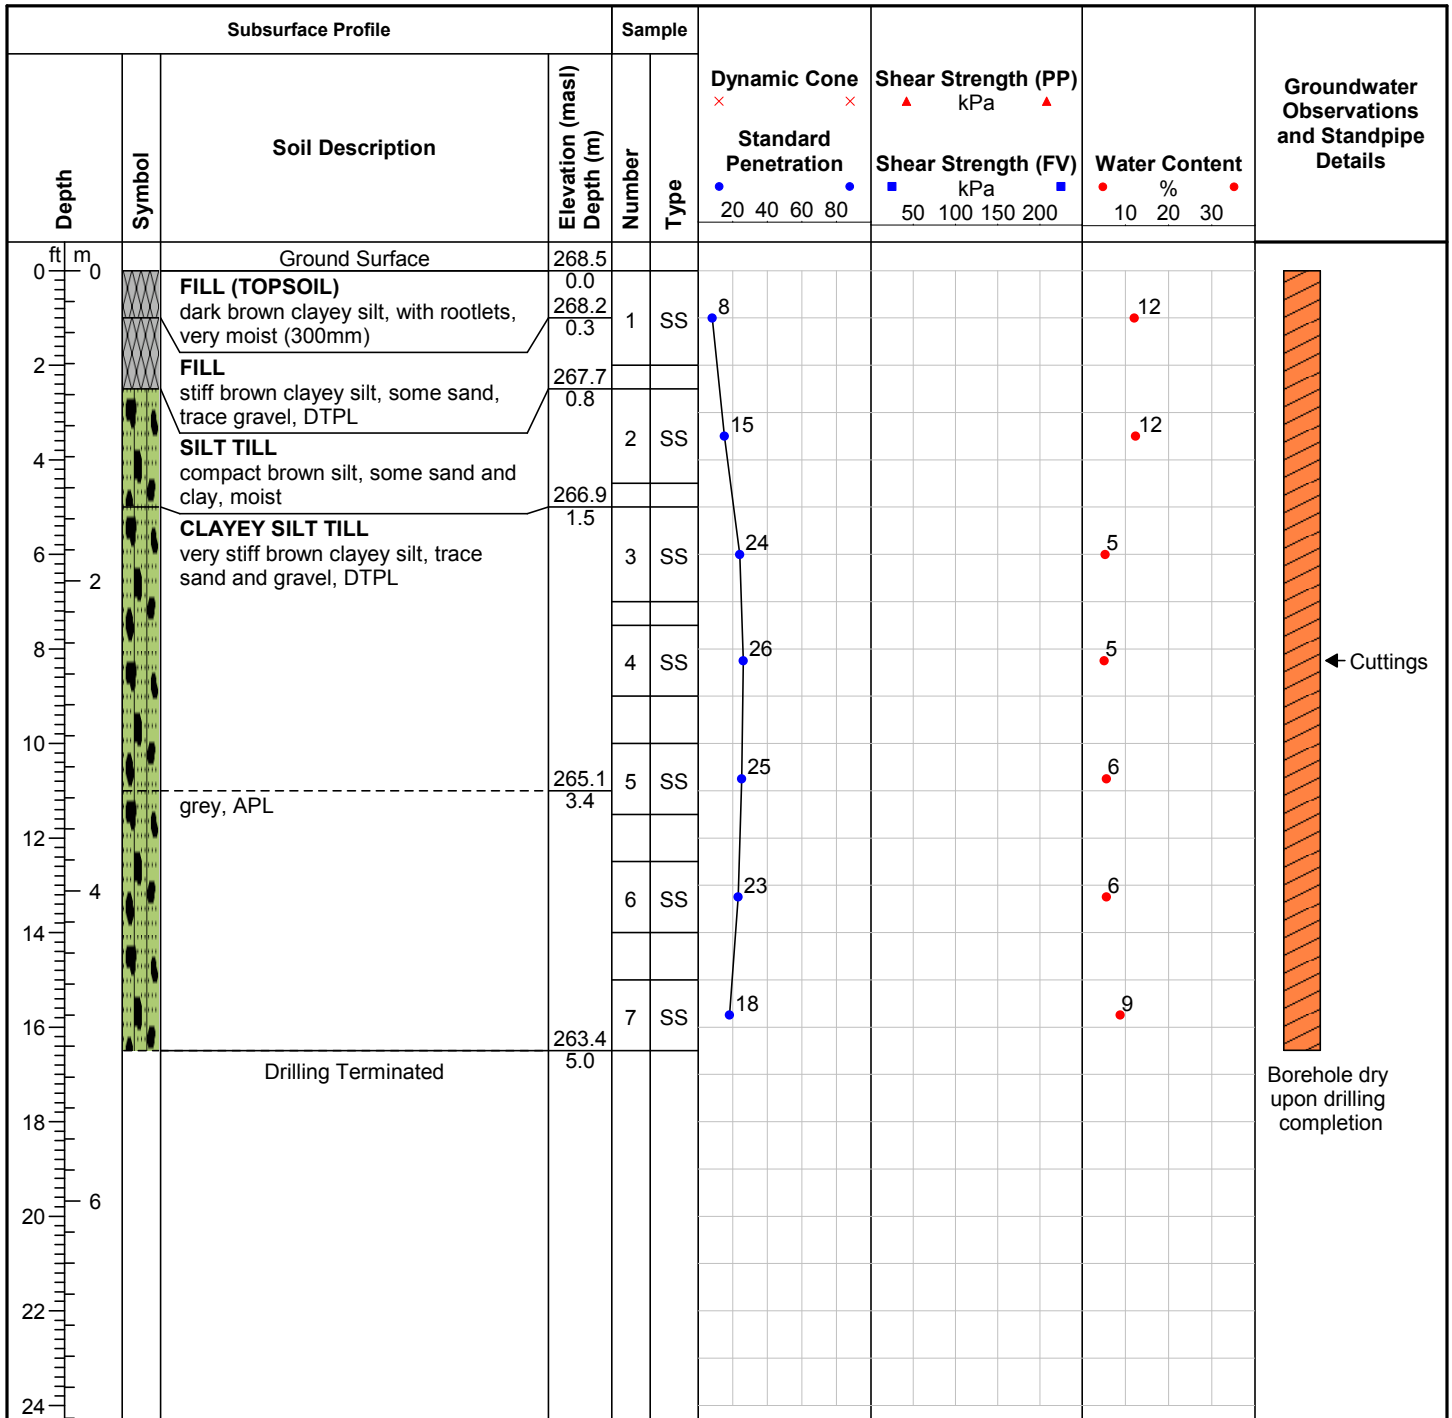 Subsurface Profile
Sample
Depth
Symbol
Soil Description
Elevation (masl)
Depth (m)
Number
Type
Dynamic Cone
Standard
Penetration
20 40 60 80
Shear Strength (PP)
kPa
Shear Strength (FV)
kPa
50 100 150 200
Water Content
%
10 20 30
Groundwater
Observations
and Standpipe
Details
ft m
Ground Surface
268.5
0 0
0.0
FILL (TOPSOIL)
dark brown clayey silt, with rootlets,
very moist (300mm)
268.2
0.3
1 SS
8
12
2
FILL
stiff brown clayey silt, some sand,
trace gravel, DTPL
267.7
0.8
2 SS
15
12
4
SILT TILL
compact brown silt, some sand and
clay, moist
266.9
1.5
CLAYEY SILT TILL
very stiff brown clayey silt, trace
sand and gravel, DTPL
3 SS
24
5
6
2
8
4 SS
26
5
Cuttings
10
265.1
3.4
5 SS
25
6
grey, APL
12
4
6 SS
23
6
14
7 SS
18
9
16
263.4
5.0
Drilling Terminated
Borehole dry
upon drilling
completion
18
6
20
22
24